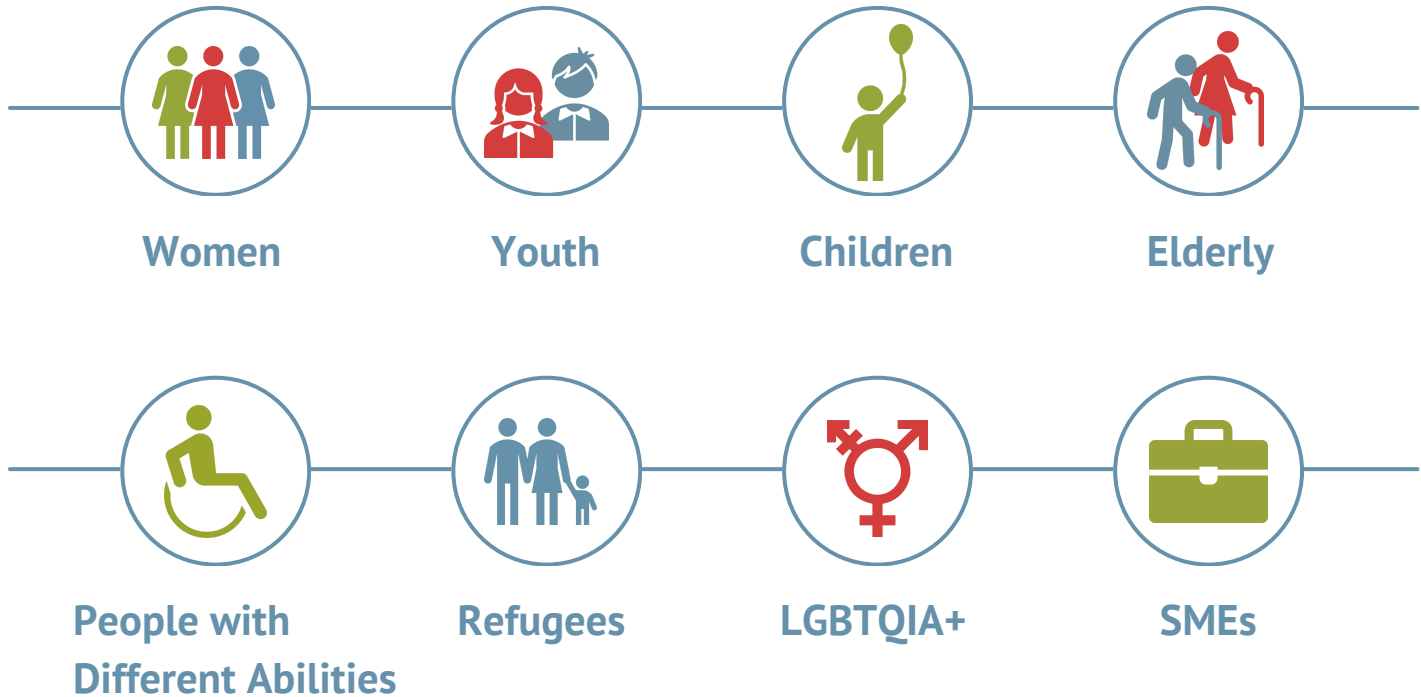 Women
Youth
Children
Elderly
People with
Different Abilities
Refugees
LGBTQIA+
SMEs